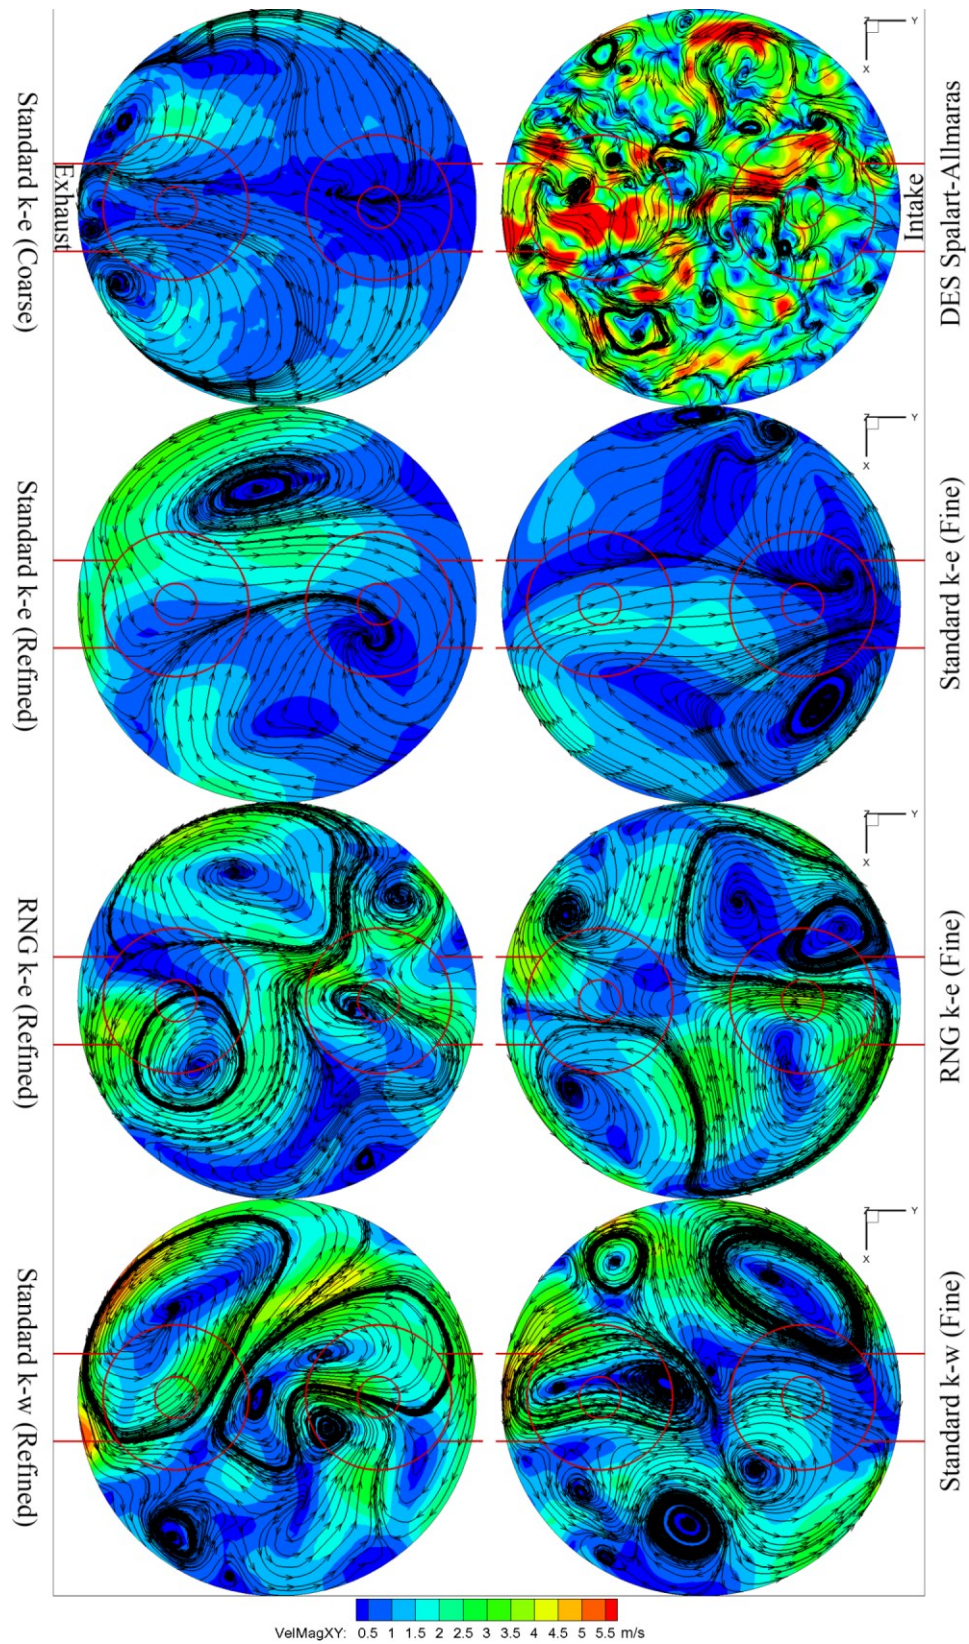 Standard k-e (Coarse)
Exhaust
Intake
DES Spalart-Allmaras
Z Y
X
Standard k-e (Refined)
Standard k-e (Fine)
Z Y
X
RNG k-e (Refined)
RNG k-e (Fine)
Z Y
X
Standard k-w (Refined)
Standard k-w (Fine)
Z Y
X
VelMagXY: 0.5 1 1.5 2 2.5 3 3.5 4 4.5 5 5.5 m/s